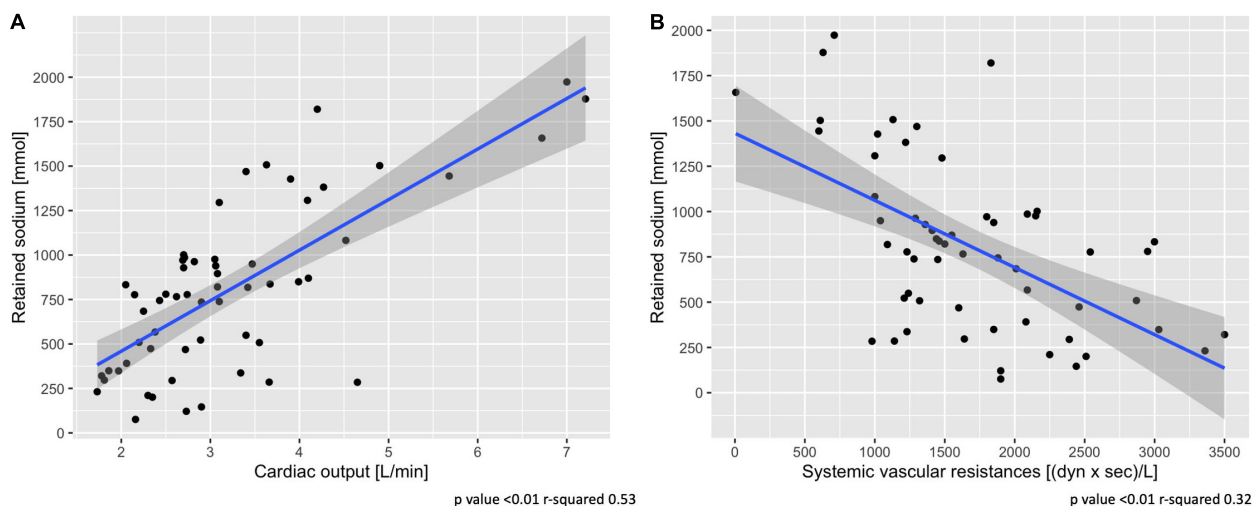 A
Retained sodium [mmol]
2000
1750
1500
1250
1000
750
500
250
0
2 3 4 5 6 7
Cardiac output [L/min]
p value <0.01 r-squared 0.53
B
Retained sodium [mmol]
2000
1750
1500
1250
1000
750
500
250
0
0 500 1000 1500 2000 2500 3000 3500
Systemic vascular resistances [(dyn x sec)/L]
p value <0.01 r-squared 0.32